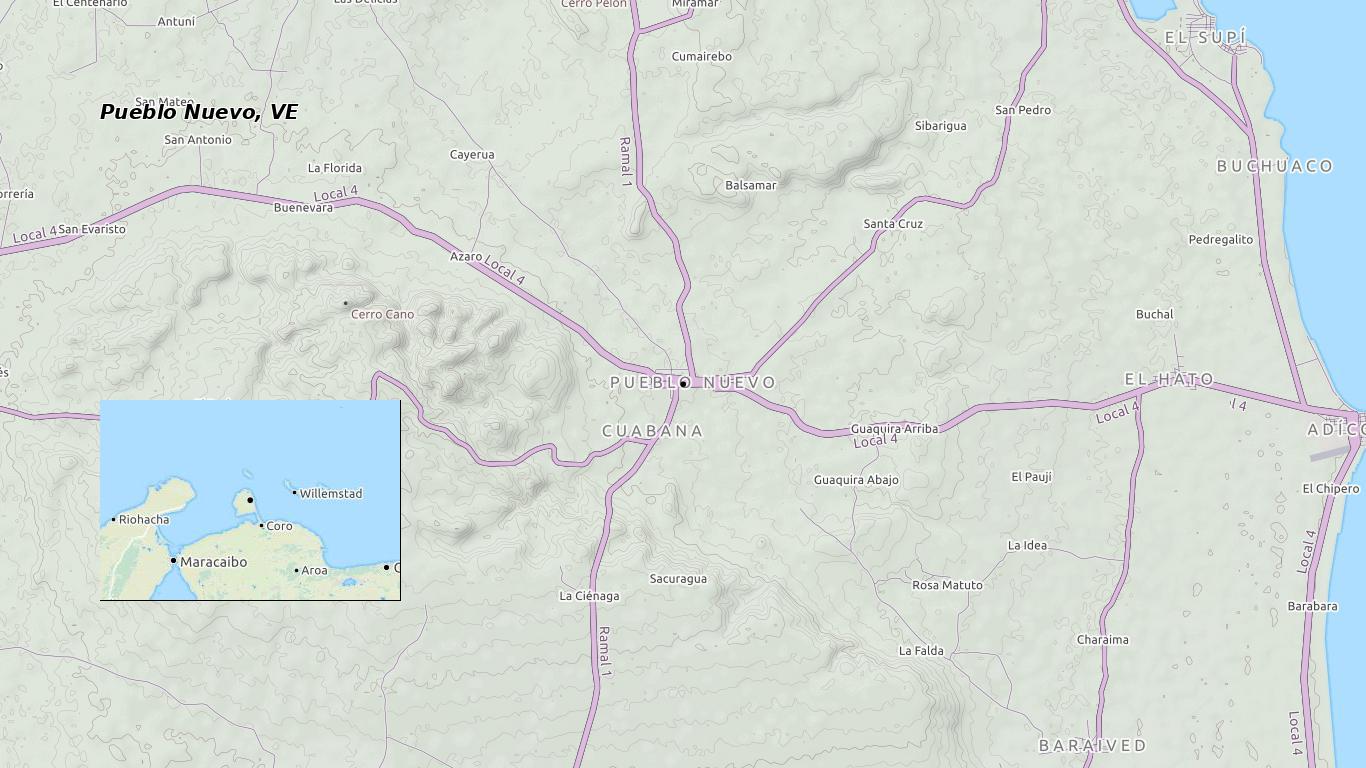 El Centenario
Las Delicias
Cerro Pelón
Miramar
Antuní
EL SUPÍ
Cumairebo
San Mateo
Pueblo Nuevo, VE
San Pedro
Sibarigua
San Antonio
Cayerua
Ramal 1
BUCHUACO
La Florida
Balsamar
orrería
Local 4
Buenevara
Santa Cruz
Local 4
San Evaristo
Pedregalito
Azaro
Local 4
Cerro Cano
Buchal
és
PUEBLO NUEVO
EL HATO
l 4
Local 4
CUABANA
Guaquira Arriba
Local 4
ADÍCO
Guaquira Abajo
El Paují
El Chipero
Willemstad
Riohacha
Coro
Local 4
La Idea
Maracaibo
Aroa
C
Sacuragua
Rosa Matuto
La Ciénaga
Barabara
Ramal 1
Charaima
La Falda
Local 4
BARAIVED